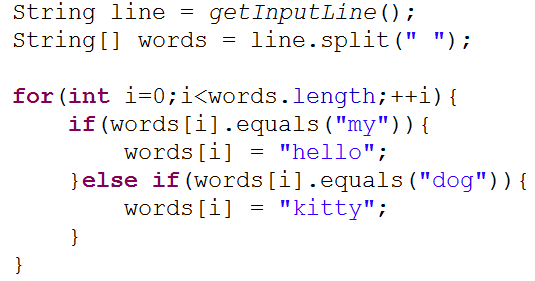 String line = getInputLine();
String[] words = line.split(" ");
for(int i=0;i<words.length;++i){
    if(words[i].equals("my")){
        words[i] = "hello";
    }else if(words[i].equals("dog")){
        words[i] = "kitty";
    }
}